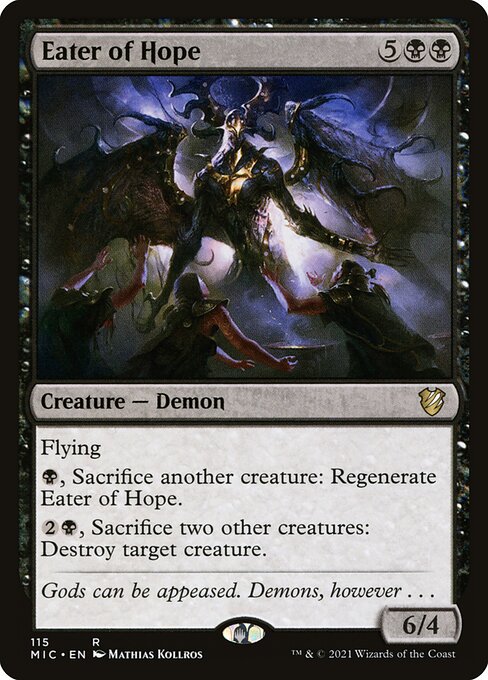 Eater of Hope 5
Creature — Demon
Flying
, Sacrifice another creature: Regenerate
Eater of Hope.
2, Sacrifice two other creatures:
Destroy target creature.
Gods can be appeased. Demons, however . . .
6/4
115 R
MIC • EN Mathias Kollros ™ & © 2021 Wizards of the Coast